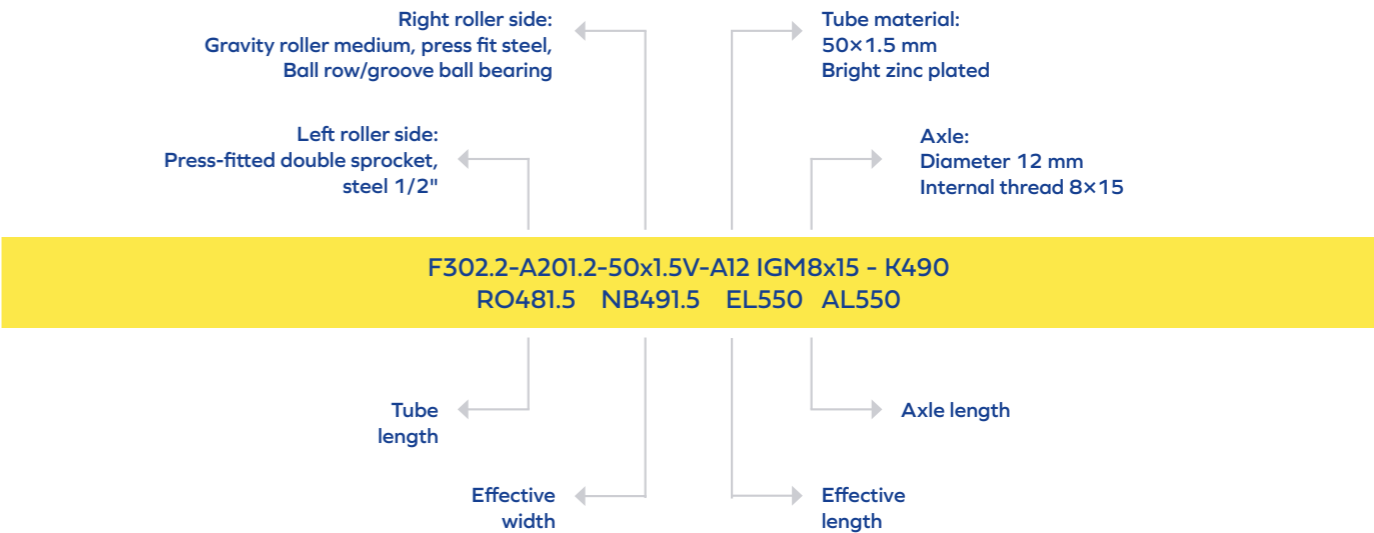 Right roller side:
Gravity roller medium, press fit steel,
Ball row/groove ball bearing
Tube material:
50×1.5 mm
Bright zinc plated
Left roller side:
Press-fitted double sprocket,
steel 1/2"
Axle:
Diameter 12 mm
Internal thread 8×15
F302.2-A201.2-50x1.5V-A12 IGM8x15 - K490
RO481.5 NB491.5 EL550 AL550
Tube
length
Axle length
Effective
width
Effective
length